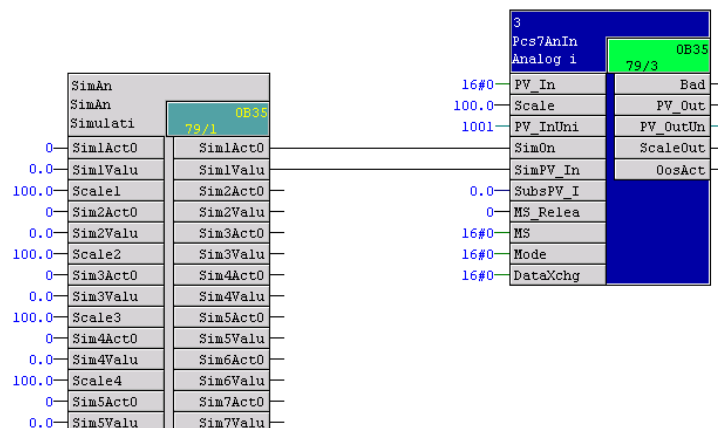 3
Pcs7AnIn
Analog i
OB35
79/3
16#0 PV_In Bad
100.0 Scale PV_Out
1001 PV_InUni PV_OutUn
SimOn ScaleOut
SimPV_In OosAct
0.0 SubsPV_I
0 MS_Relea
16#0 MS
16#0 Mode
16#0 DataXchg
SimAn
SimAn
Simulati
OB35
79/1
0 Sim1Act0 Sim1Act0
0.0 Sim1Valu Sim1Valu
100.0 Scale1 Sim2Act0
0 Sim2Act0 Sim2Valu
0.0 Sim2Valu Sim3Act0
100.0 Scale2 Sim3Valu
0 Sim3Act0 Sim4Act0
0.0 Sim3Valu Sim4Valu
100.0 Scale3 Sim5Act0
0 Sim4Act0 Sim5Valu
0.0 Sim4Valu Sim6Act0
100.0 Scale4 Sim6Valu
0 Sim5Act0 Sim7Act0
0.0 Sim5Valu Sim7Valu